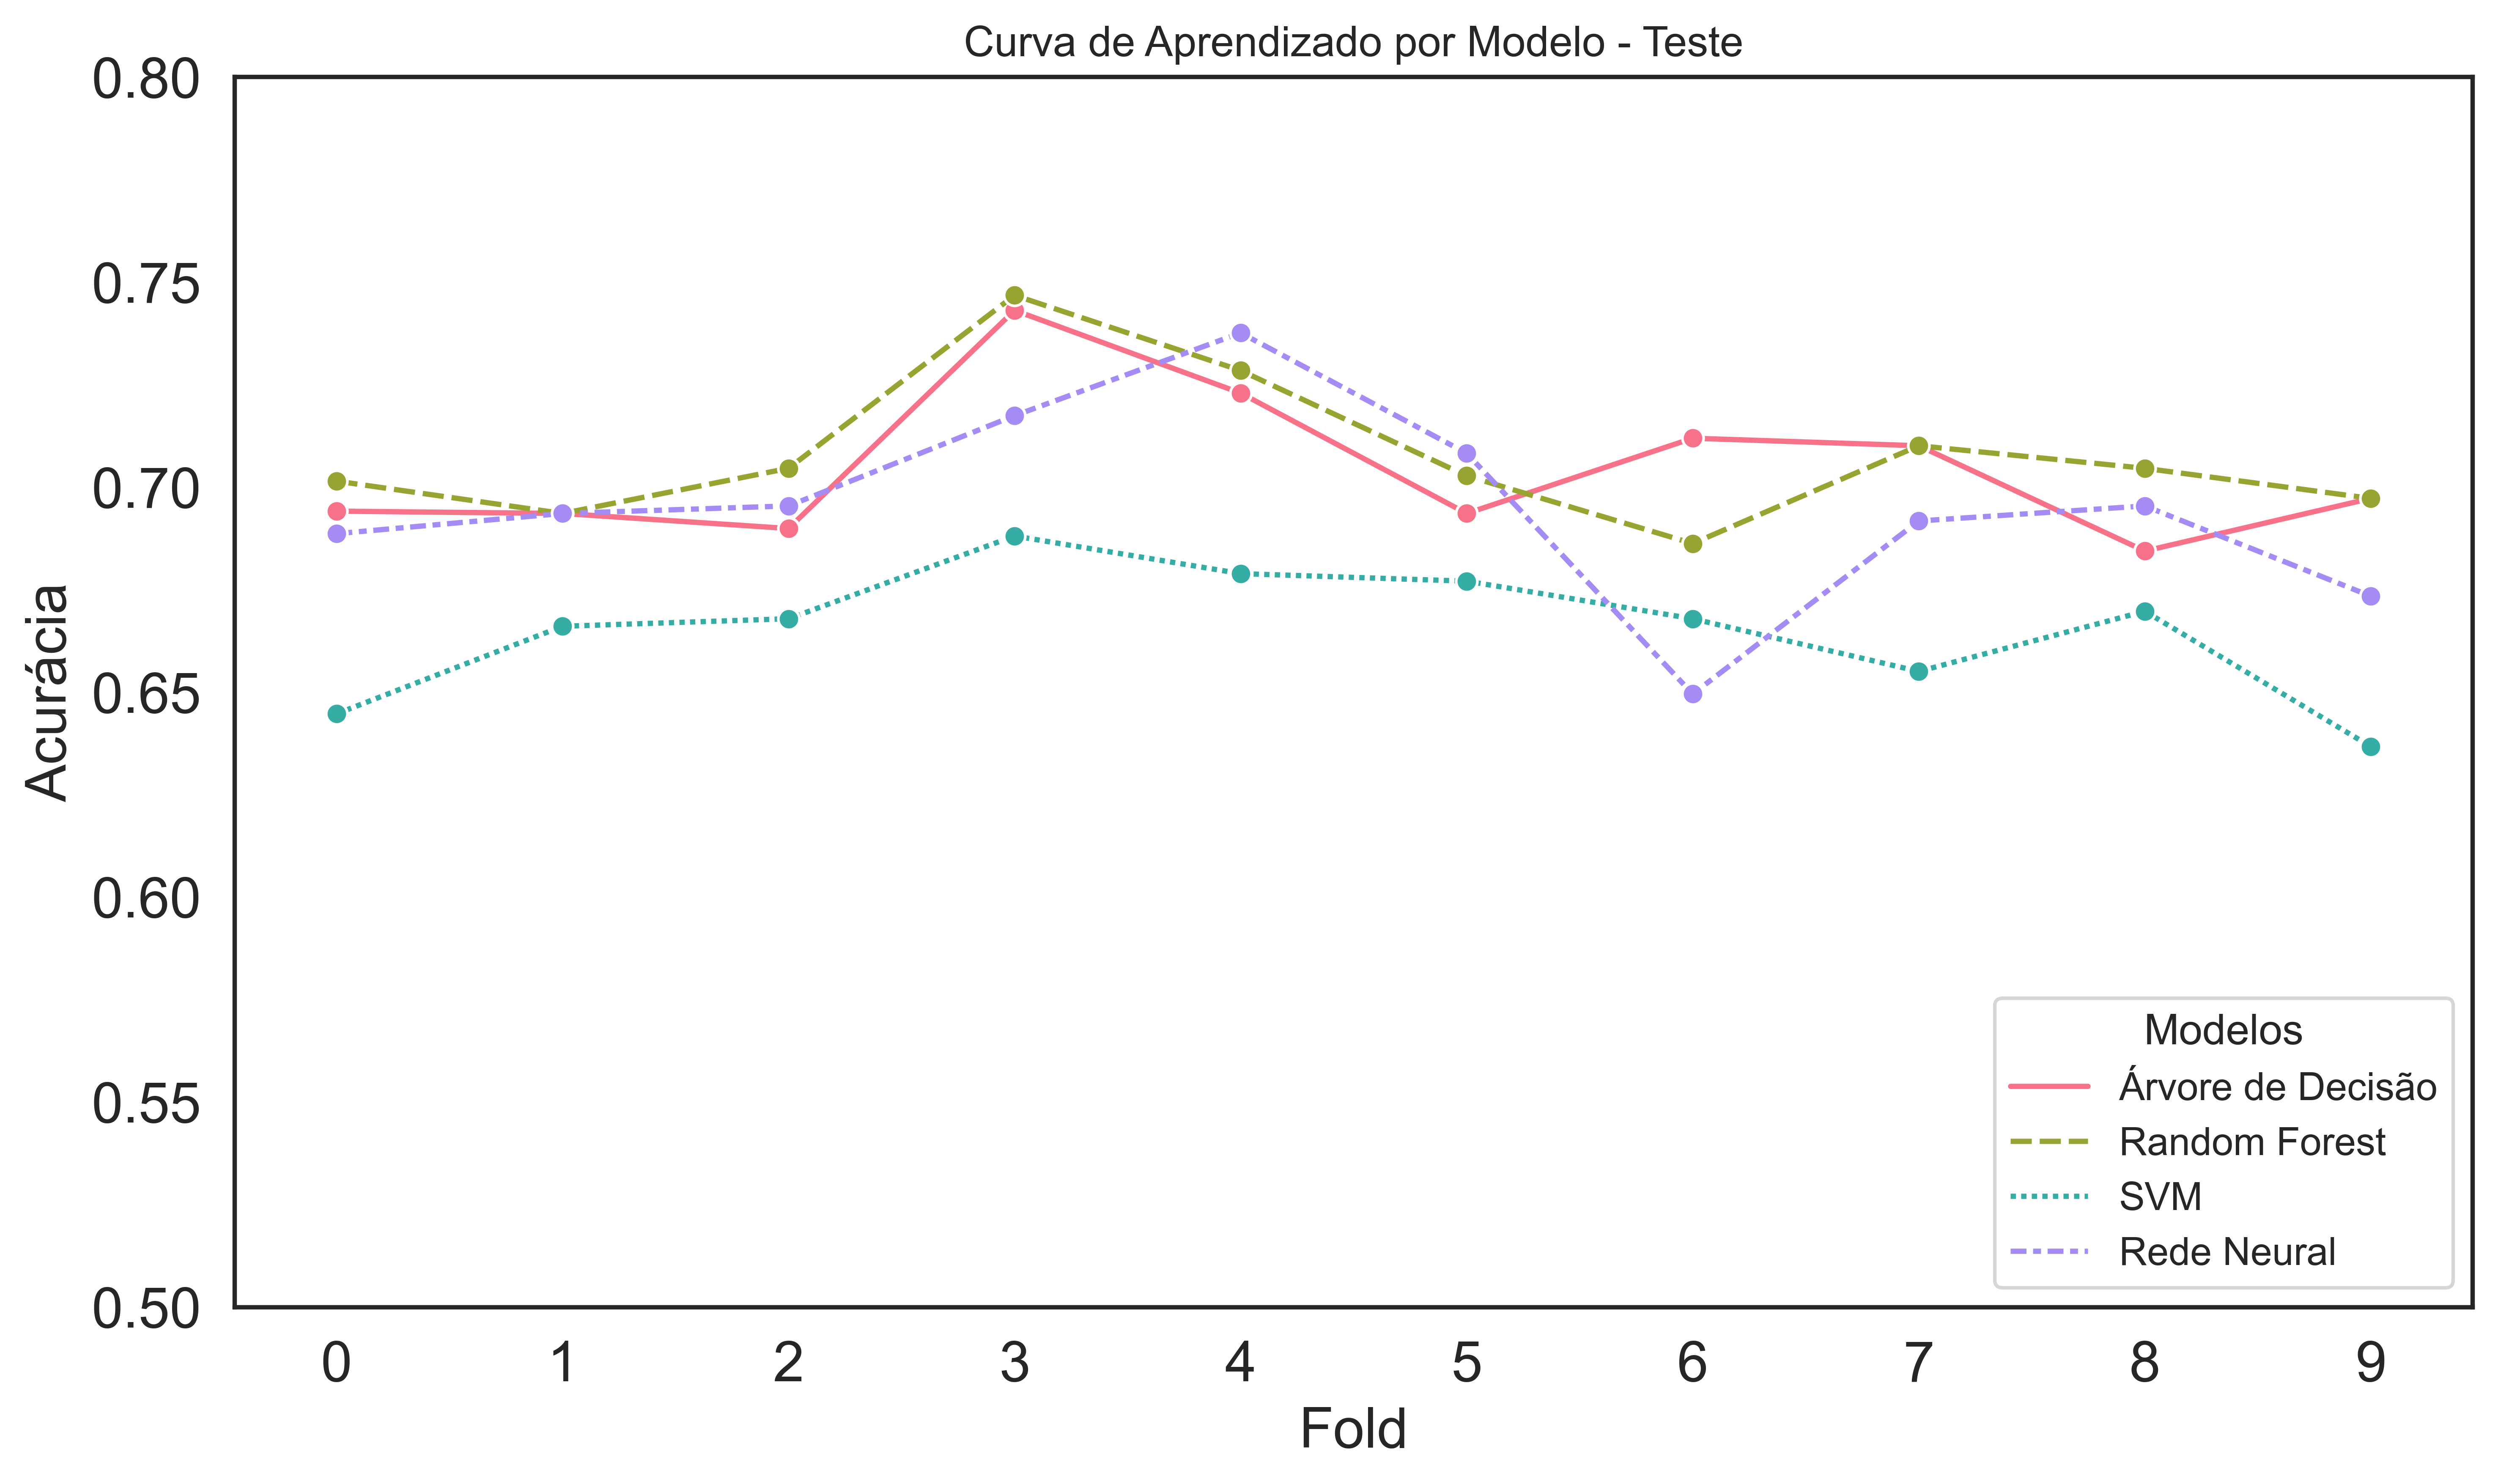 Curva de Aprendizado por Modelo - Teste
0.80
0.75
0.70
0.65
0.60
0.55
0.50
Acurácia
0 1 2 3 4 5 6 7 8 9
Fold
Modelos
Árvore de Decisão
Random Forest
SVM
Rede Neural